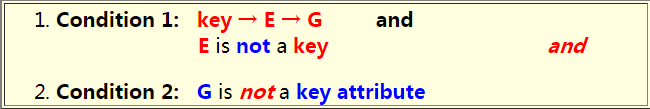 1. Condition 1: key → E → G and
E is not a key and
2. Condition 2: G is not a key attribute